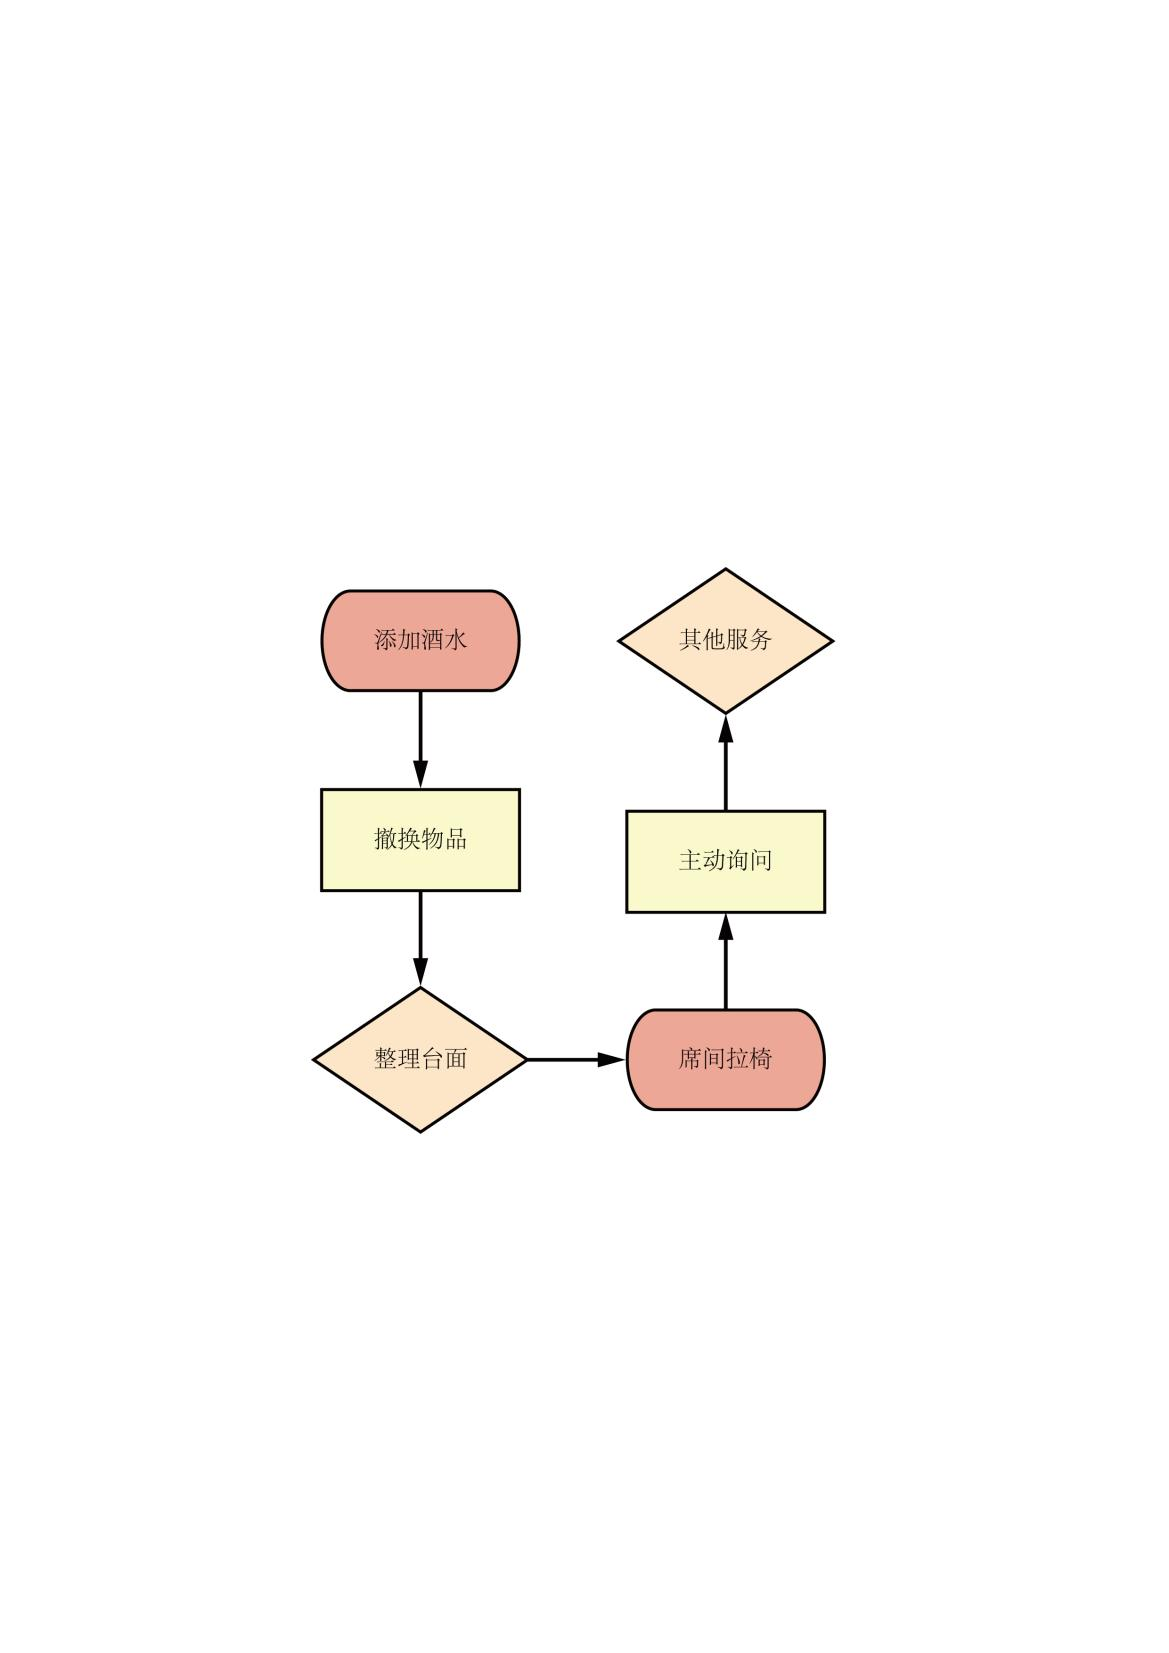 添加酒水
撤换物品
整理台面
席间拉椅
主动询问
其他服务